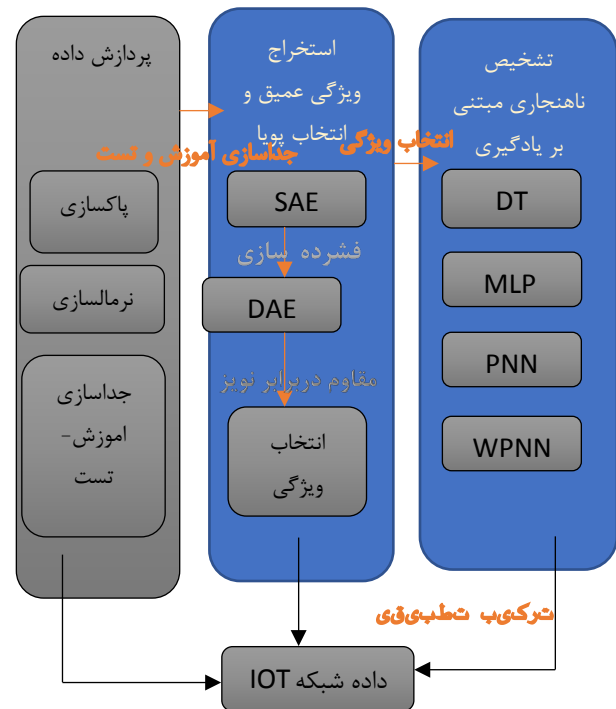 پردازش داده
پاکسازی
نرمالسازی
جداسازی
اموزش-
تست
جداسازی آموزش و تست
استخراج
ویژگی عمیق و
انتخاب پویا
SAE
فشرده سازی
DAE
مقاوم دربرابر نویز
انتخاب
ویژگی
انتخاب ویژگی
تشخیص
ناهنجاری مبتنی
بر یادگیری
DT
MLP
PNN
WPNN
ترکیب تطبیقی
داده شبکه IOT